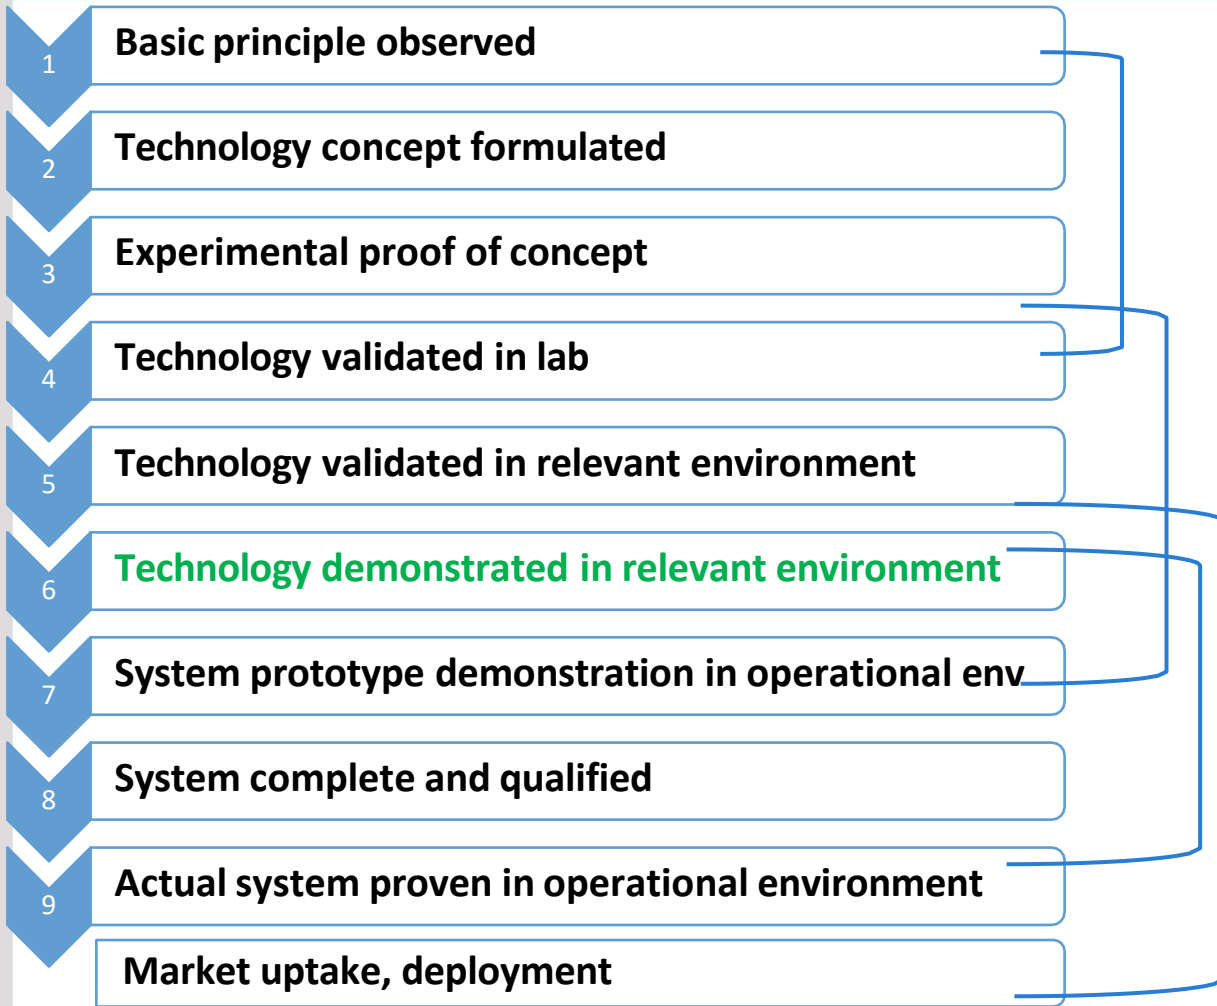 1
Basic principle observed
2
Technology concept formulated
3
Experimental proof of concept
4
Technology validated in lab
5
Technology validated in relevant environment
6
Technology demonstrated in relevant environment
7
System prototype demonstration in operational env
8
System complete and qualified
9
Actual system proven in operational environment
Market uptake, deployment